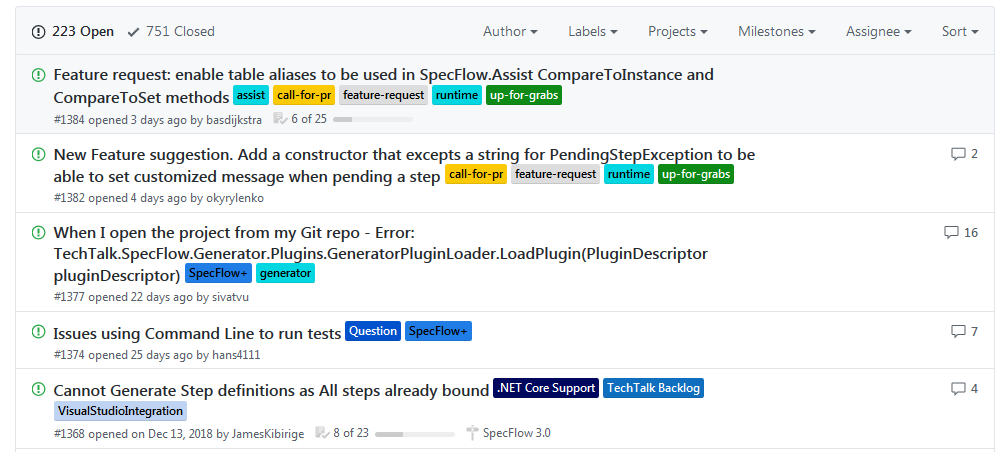 223 Open 751 Closed Author Labels Projects Milestones Assignee Sort
Feature request: enable table aliases to be used in SpecFlow.Assist CompareToInstance and
CompareToSet methods assist call-for-pr feature-request runtime up-for-grabs
#1384 opened 3 days ago by basdijkstra 6 of 25
New Feature suggestion. Add a constructor that excepts a string for PendingStepException to be 2
able to set customized message when pending a step call-for-pr feature-request runtime up-for-grabs
#1382 opened 4 days ago by okyrylenko
When I open the project from my Git repo - Error: 16
TechTalk.SpecFlow.Generator.Plugins.GeneratorPluginLoader.LoadPlugin(PluginDescriptor
pluginDescriptor) SpecFlow+ generator
#1377 opened 22 days ago by sivatvu
Issues using Command Line to run tests Question SpecFlow+ 7
#1374 opened 25 days ago by hans4111
Cannot Generate Step definitions as All steps already bound .NET Core Support TechTalk Backlog 4
VisualStudioIntegration
#1368 opened on Dec 13, 2018 by JamesKibirige 8 of 23 SpecFlow 3.0